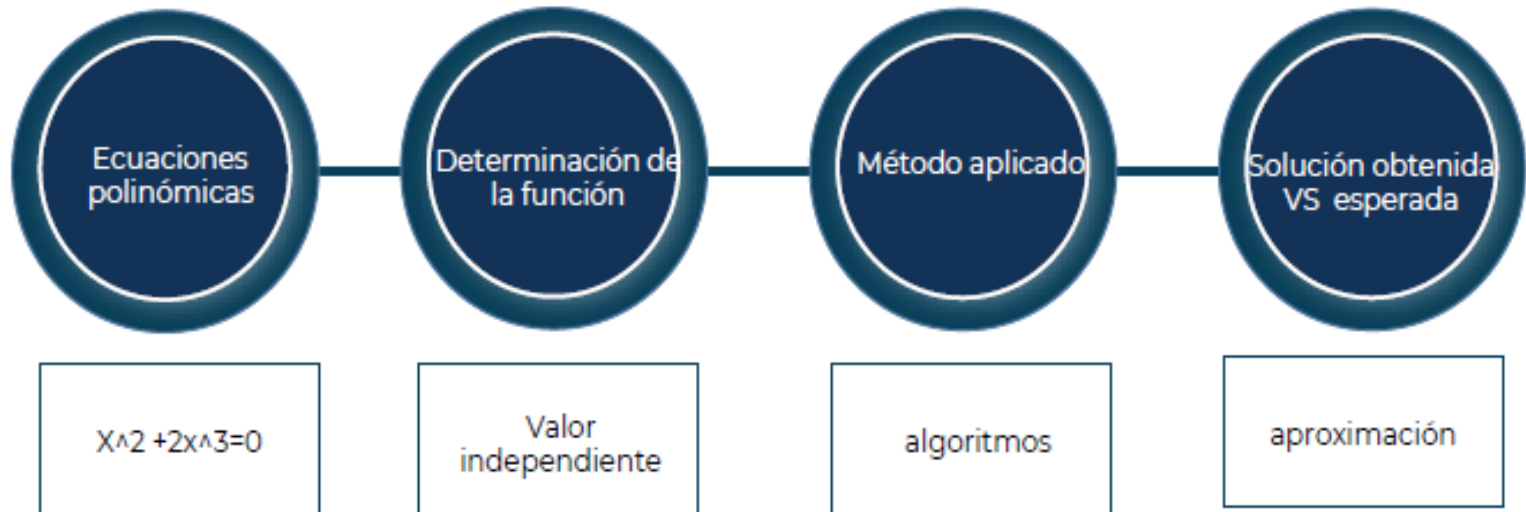 Ecuaciones
polinómicas
Determinación de
la función
Método aplicado
Solución obtenida
VS esperada
X^2 +2x^3=0
Valor
independiente
algoritmos
aproximación